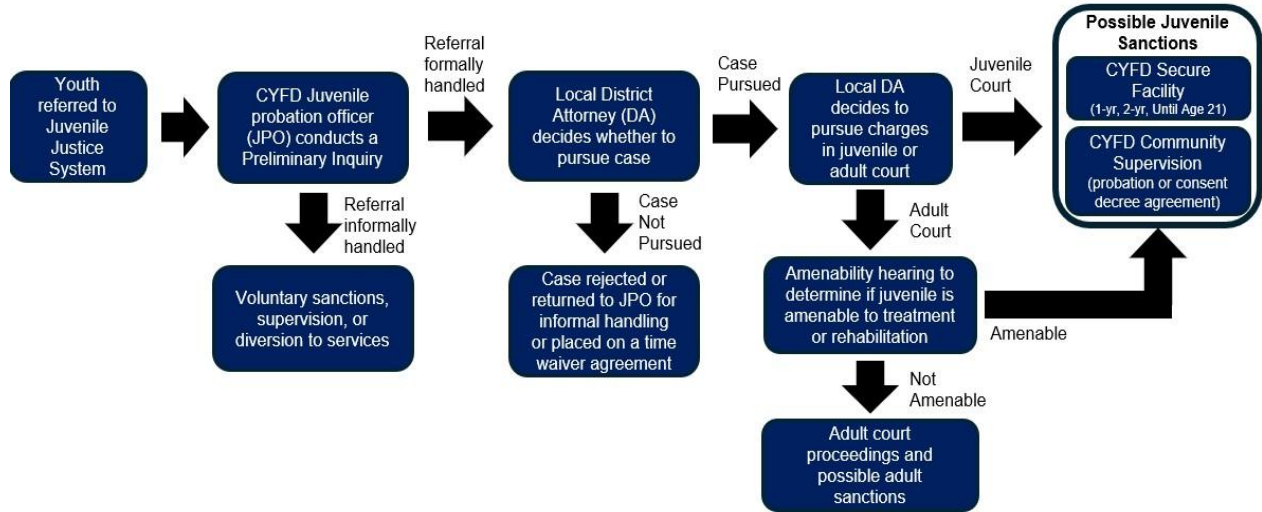 Youth
referred to
Juvenile
Justice
System
CYFD Juvenile
probation officer
(JPO) conducts a
Preliminary Inquiry
Referral
informally
handled
Voluntary sanctions,
supervision, or
diversion to services
Referral
formally
handled
Local District
Attorney (DA)
decides whether to
pursue case
Case
Not
Pursued
Case rejected or
returned to JPO for
informal handling
or placed on a time
waiver agreement
Case
Pursued
Local DA
decides to
pursue charges
in juvenile or
adult court
Adult
Court
Amenability hearing to
determine if juvenile is
amenable to treatment
or rehabilitation
Not
Amenable
Adult court
proceedings and
possible adult
sanctions
Juvenile
Court
Amenable
Possible Juvenile
Sanctions
CYFD Secure
Facility
(1-yr, 2-yr, Until Age 21)
CYFD Community
Supervision
(probation or consent
decree agreement)